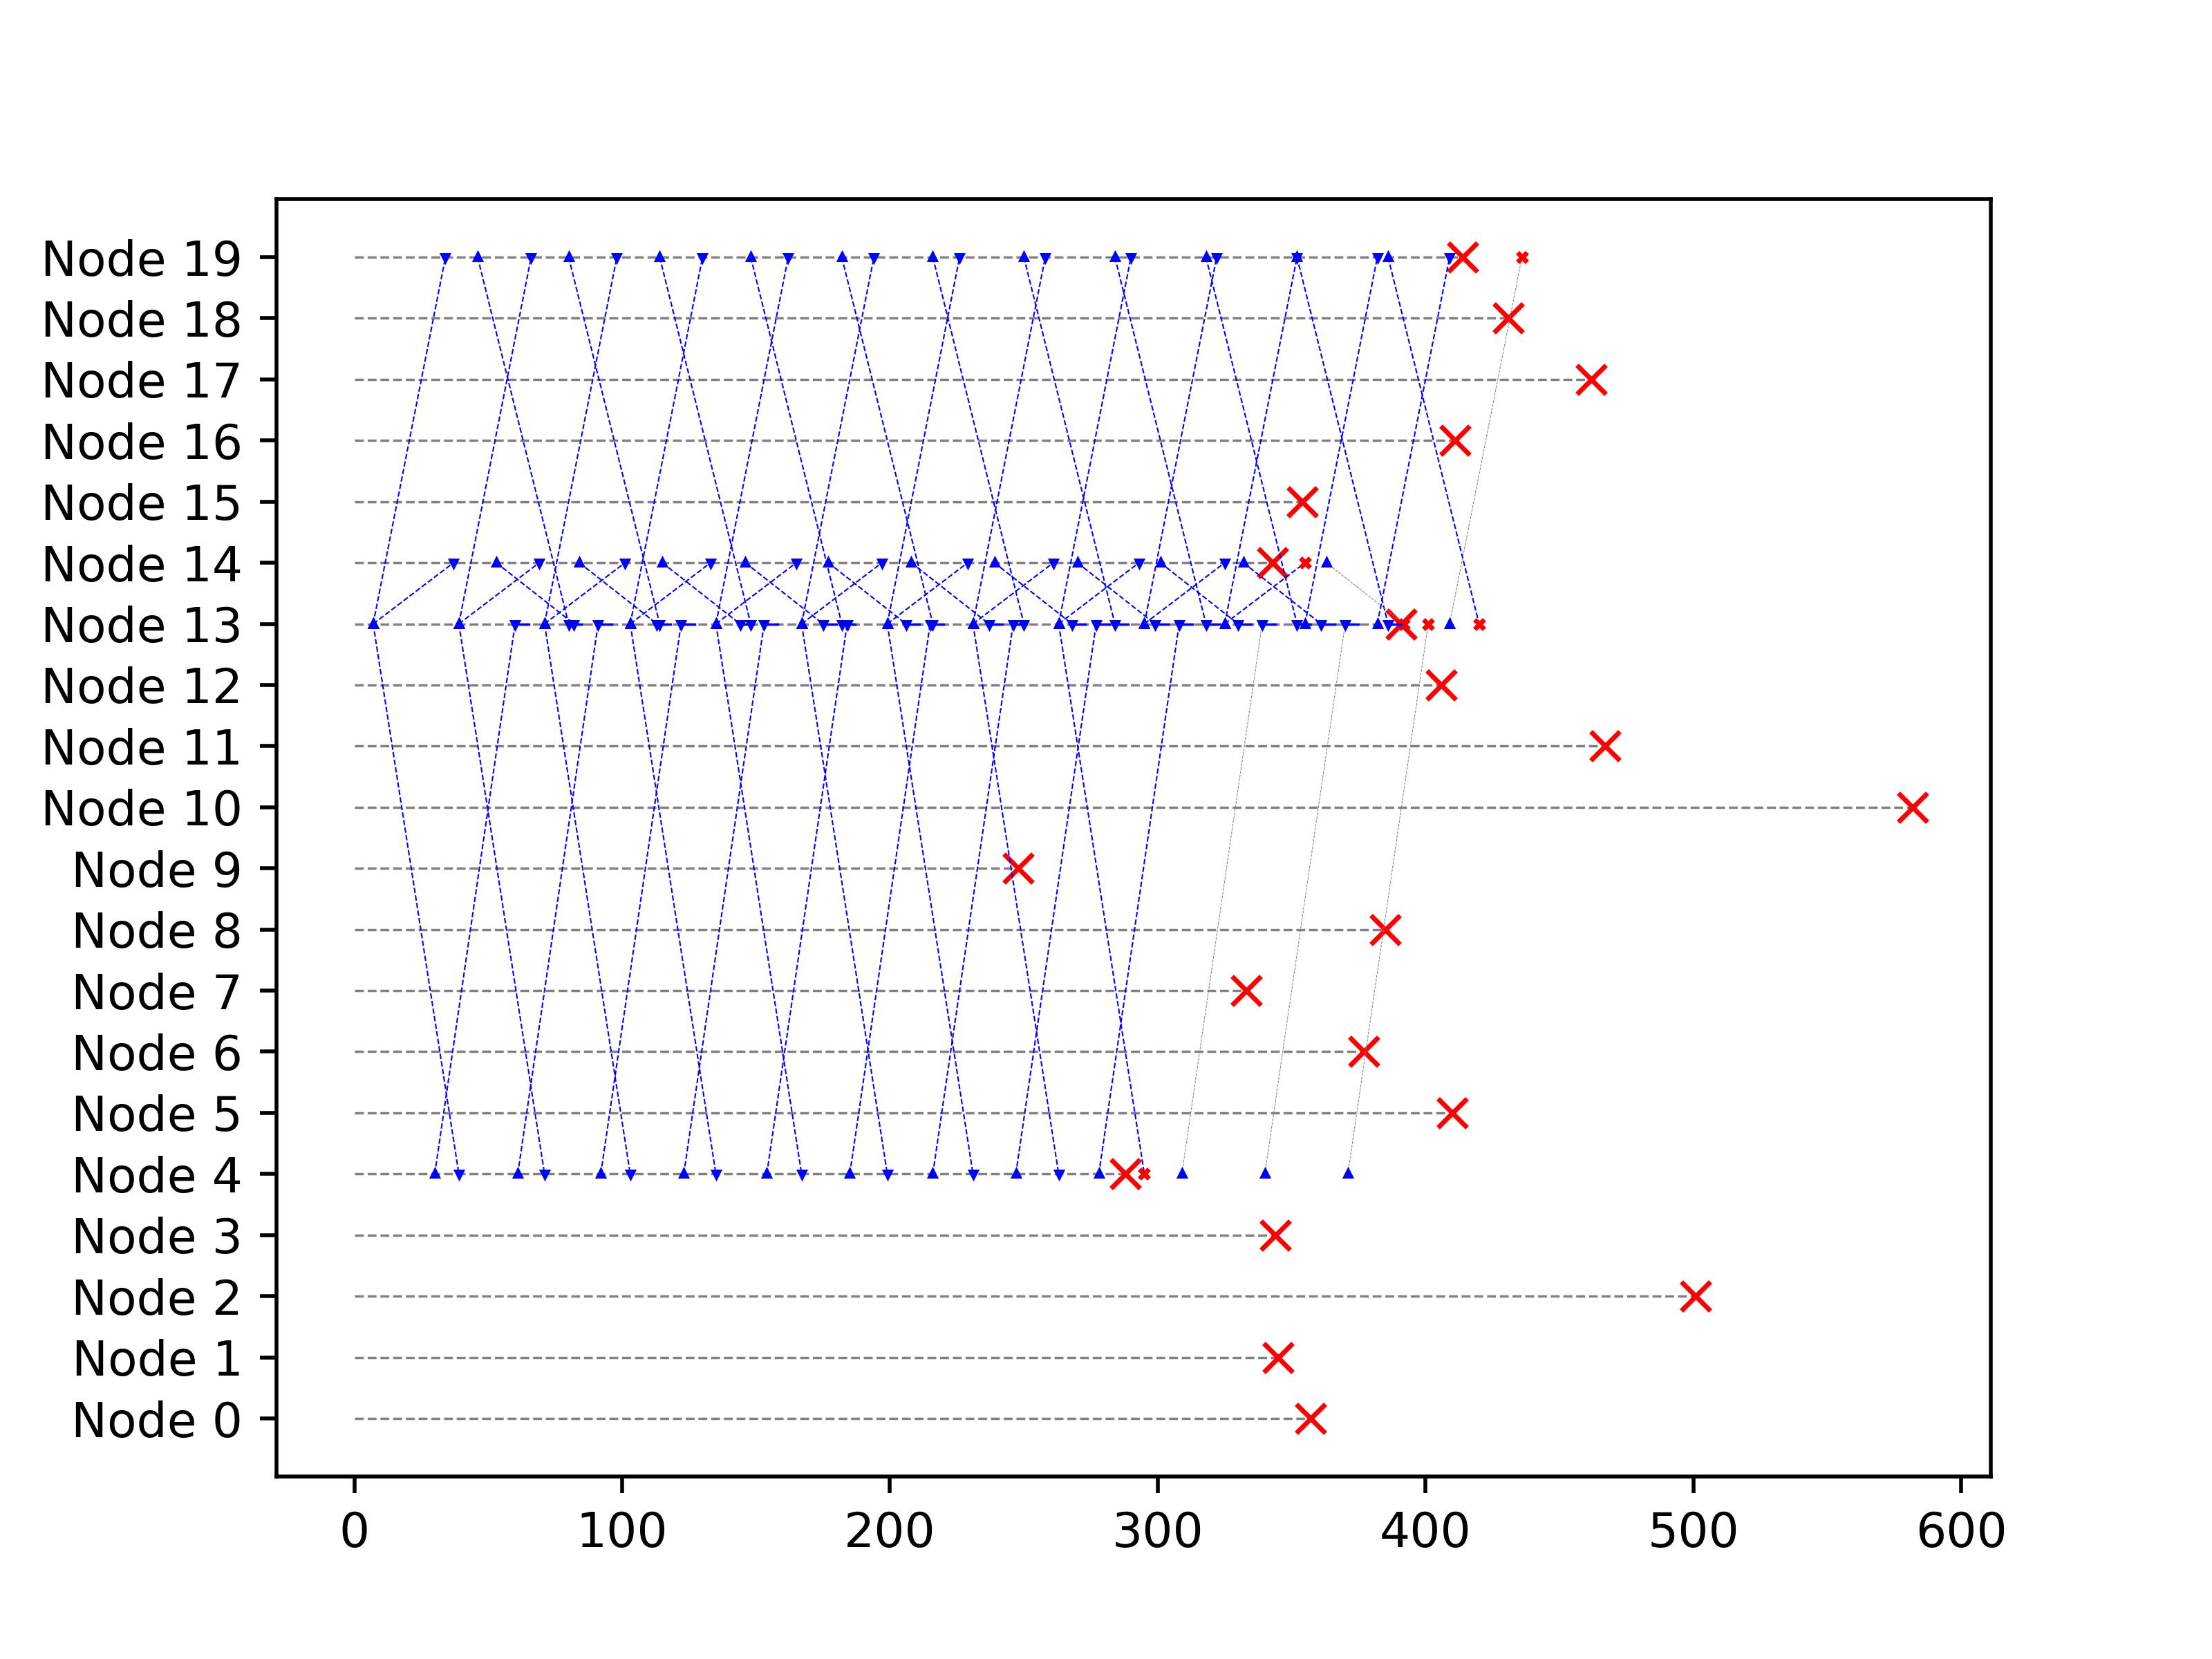 Node 19
Node 18
Node 17
Node 16
Node 15
Node 14
Node 13
Node 12
Node 11
Node 10
Node 9
Node 8
Node 7
Node 6
Node 5
Node 4
Node 3
Node 2
Node 1
Node 0
0 100 200 300 400 500 600